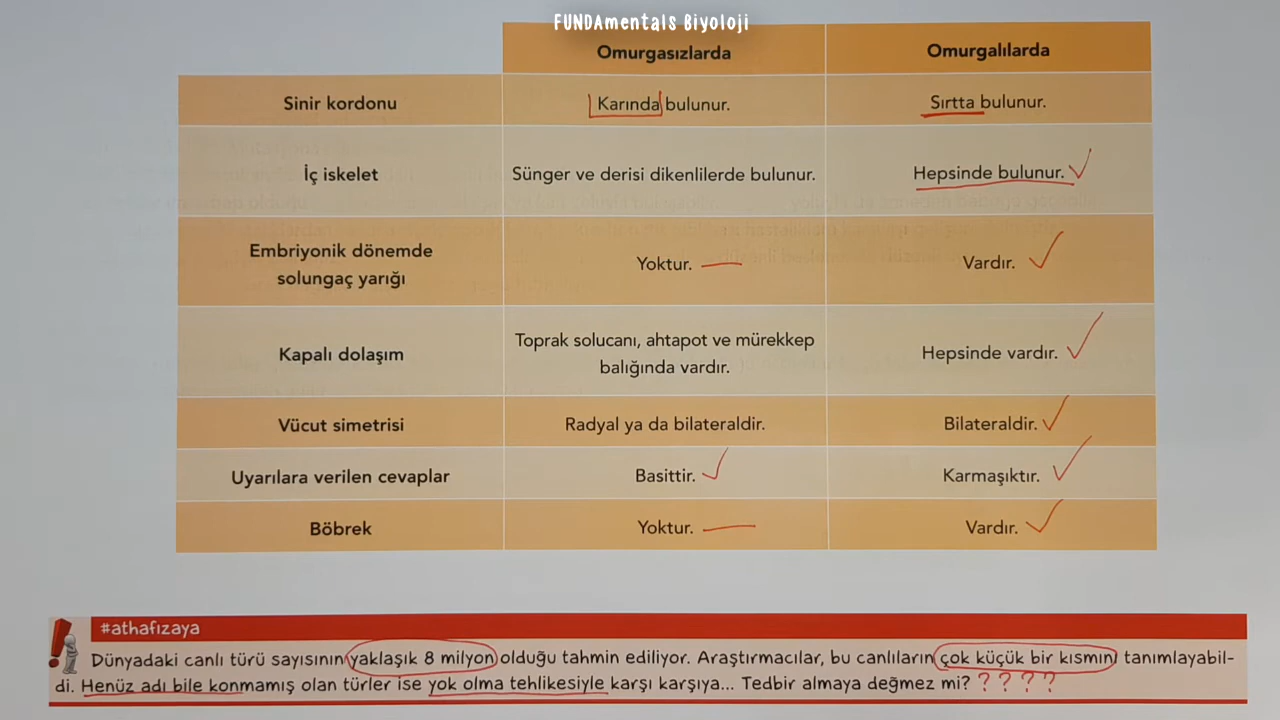 FUNDAmentals Biyoloji
Omurgasızlarda Omurgalılarda
Sinir kordonu Karında bulunur. Sırtta bulunur.
İç iskelet Sünger ve derisi dikenlilerde bulunur. Hepsinde bulunur.
Embriyonik dönemde
solungaç yarığı Yoktur. Vardır.
Kapalı dolaşım Toprak solucanı, ahtapot ve mürekkep
balığında vardır. Hepsinde vardır.
Vücut simetrisi Radyal ya da bilateraldir. Bilateraldir.
Uyarılara verilen cevaplar Basittir. Karmaşıktır.
Böbrek Yoktur. Vardır.
#athafızaya
Dünyadaki canlı türü sayısının yaklaşık 8 milyon olduğu tahmin ediliyor. Araştırmacılar, bu canlıların çok küçük bir kısmını tanımlayabil-
di. Henüz adı bile konmamış olan türler ise yok olma tehlikesiyle karşı karşıya... Tedbir almaya değmez mi? ? ? ? ?